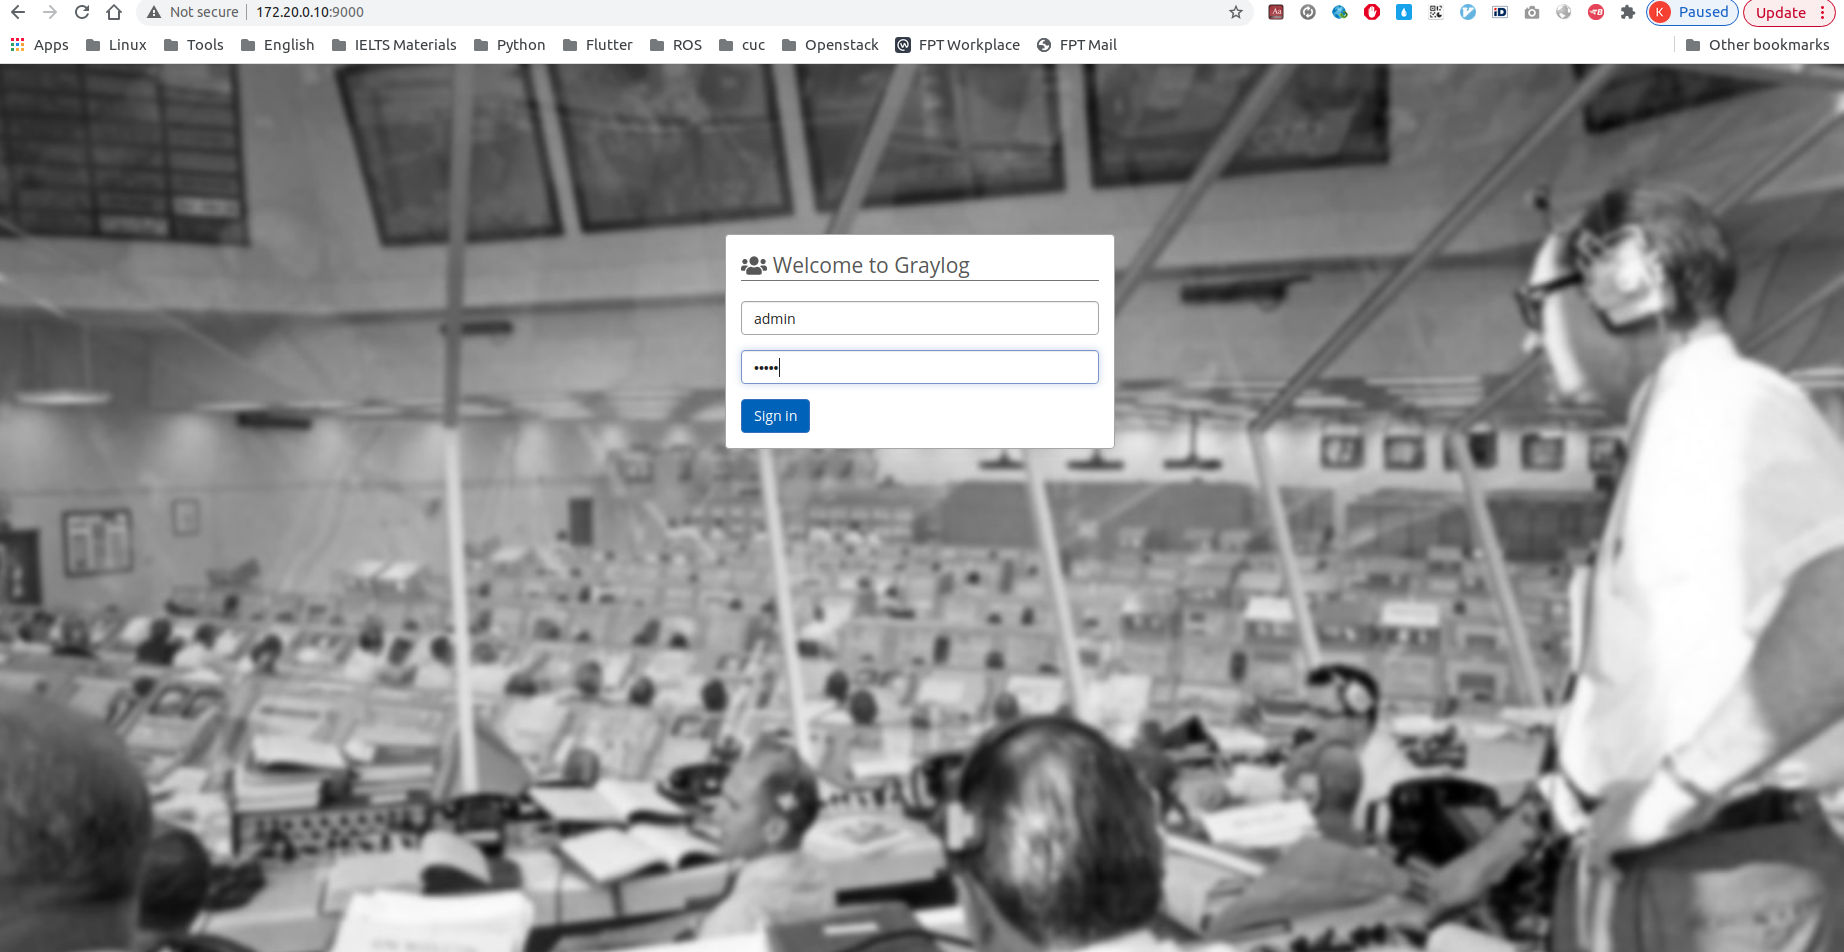 Not secure 172.20.0.10:9000 Paused Update
Apps Linux Tools English IELTS Materials Python Flutter ROS cuc Openstack FPT Workplace FPT Mail Other bookmarks
Welcome to Graylog
admin
•••••
Sign in